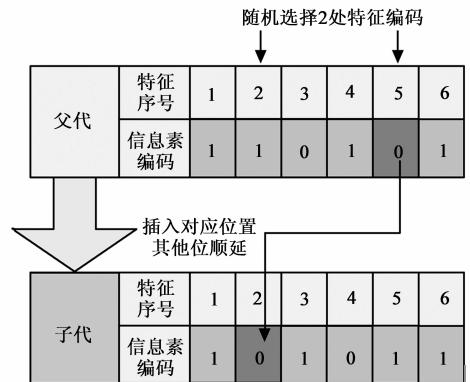 随机选择2处特征编码
父代
特征序号 1 2 3 4 5 6
信息素编码 1 1 0 1 0 1
插入对应位置
其他位顺延
子代
特征序号 1 2 3 4 5 6
信息素编码 1 0 1 0 1 1